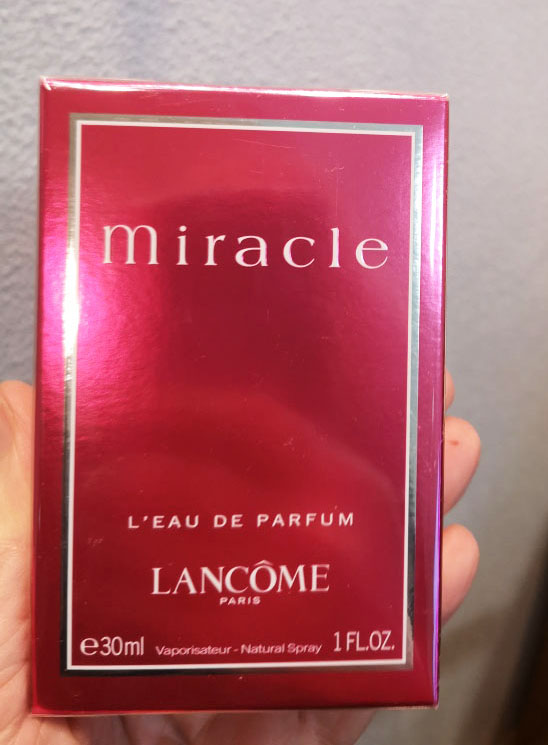 miracle
L'EAU DE PARFUM
LANCÔME
PARIS
℮30ml Vaporisateur - Natural Spray 1 FL.OZ.